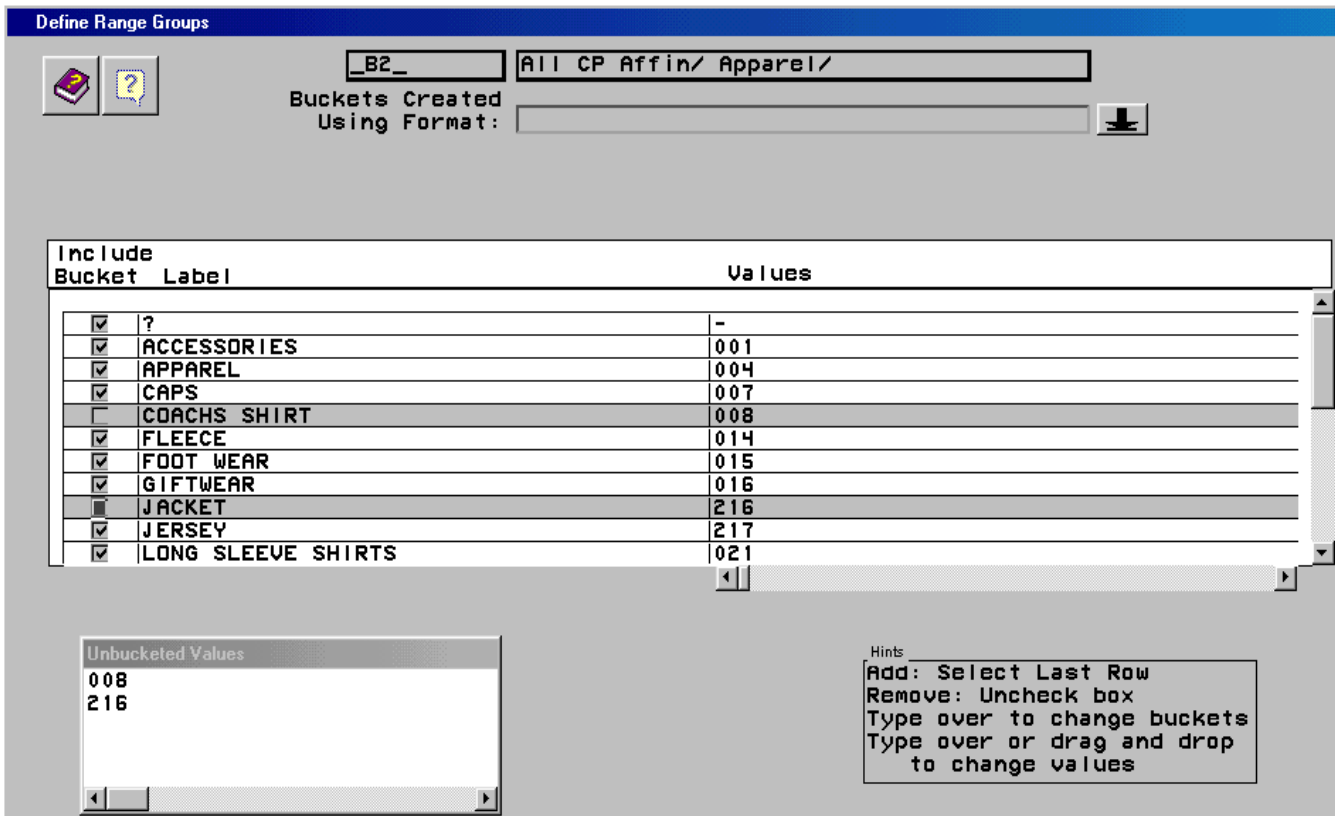 Define Range Groups
_B2_ All CP Affin/ Apparel/
Buckets Created
Using Format:
Include
Bucket Label Values
? -
ACCESSORIES 001
APPAREL 004
CAPS 007
COACHS SHIRT 008
FLEECE 014
FOOT WEAR 015
GIFTWEAR 016
JACKET 216
JERSEY 217
LONG SLEEVE SHIRTS 021
Unbucketed Values
008
216
Hints
Add: Select Last Row
Remove: Uncheck box
Type over to change buckets
Type over or drag and drop
to change values